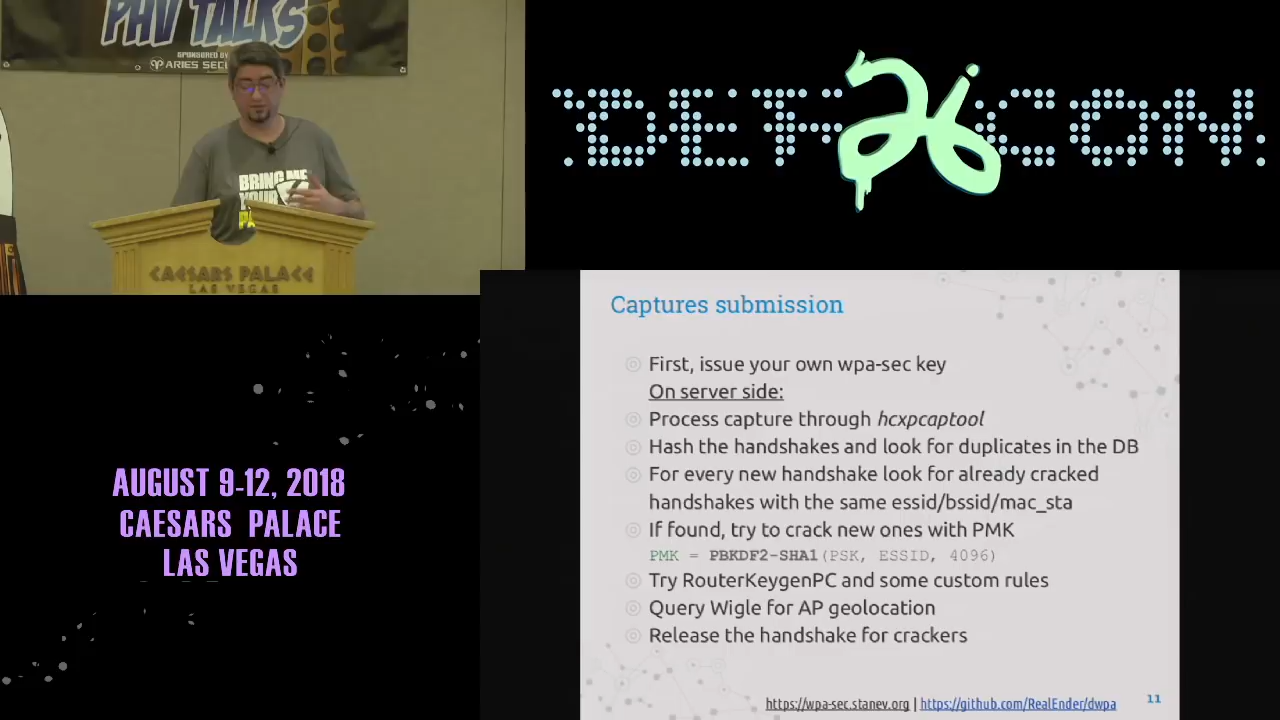 PHV TALKS
SPONSORED BY
ARIES SEC
BRING ME
YOUR
CAESARS PALACE
LAS VEGAS
DEF CON
26
AUGUST 9-12, 2018
CAESARS PALACE
LAS VEGAS
Captures submission
First, issue your own wpa-sec key
On server side:
Process capture through hcxpcaptool
Hash the handshakes and look for duplicates in the DB
For every new handshake look for already cracked
handshakes with the same essid/bssid/mac_sta
If found, try to crack new ones with PMK
PMK = PBKDF2-SHA1(PSK, ESSID, 4096)
Try RouterKeygenPC and some custom rules
Query Wigle for AP geolocation
Release the handshake for crackers
https://wpa-sec.stanev.org | https://github.com/RealEnder/dwpa
11